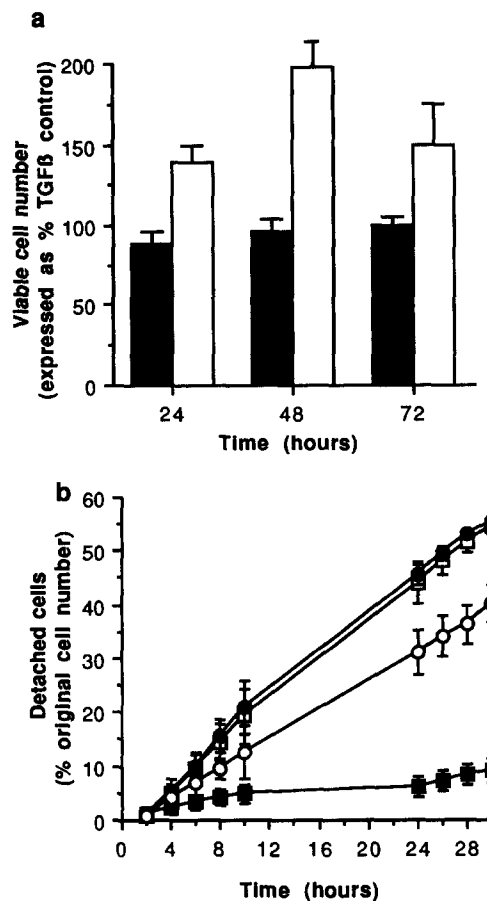 a
Viable cell number
(expressed as % TGFß control)
200
150
100
50
0
24 48 72
Time (hours)
b
Detached cells
(% original cell number)
60
50
40
30
20
10
0
0 4 8 12 16 20 24 28
Time (hours)